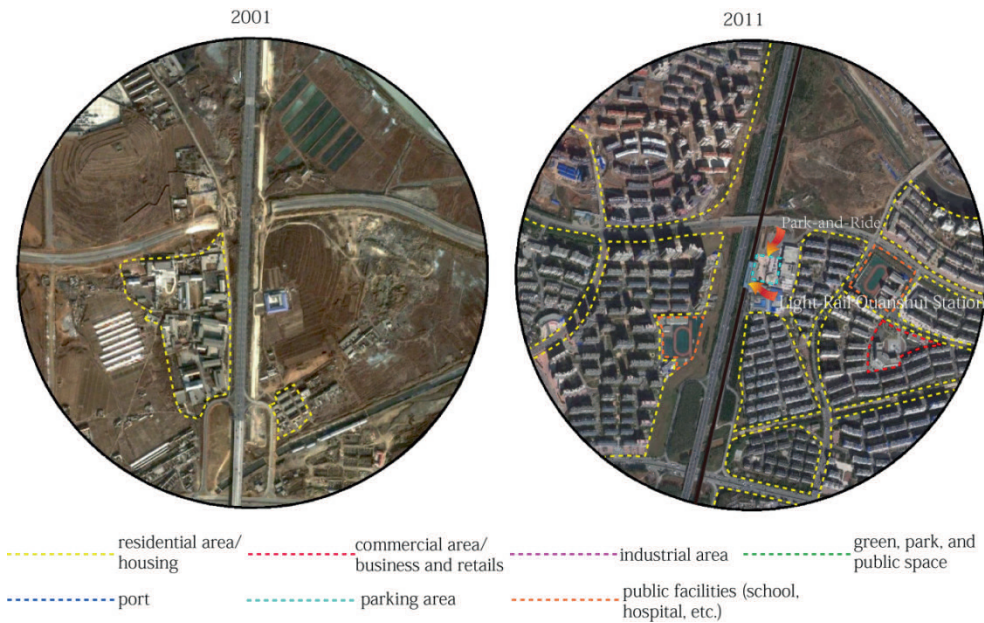 2001
2011
Park-and-Ride
Light-Rail Quanshui Station
residential area/
housing
commercial area/
business and retails
industrial area
green, park, and
public space
port
parking area
public facilities (school,
hospital, etc.)